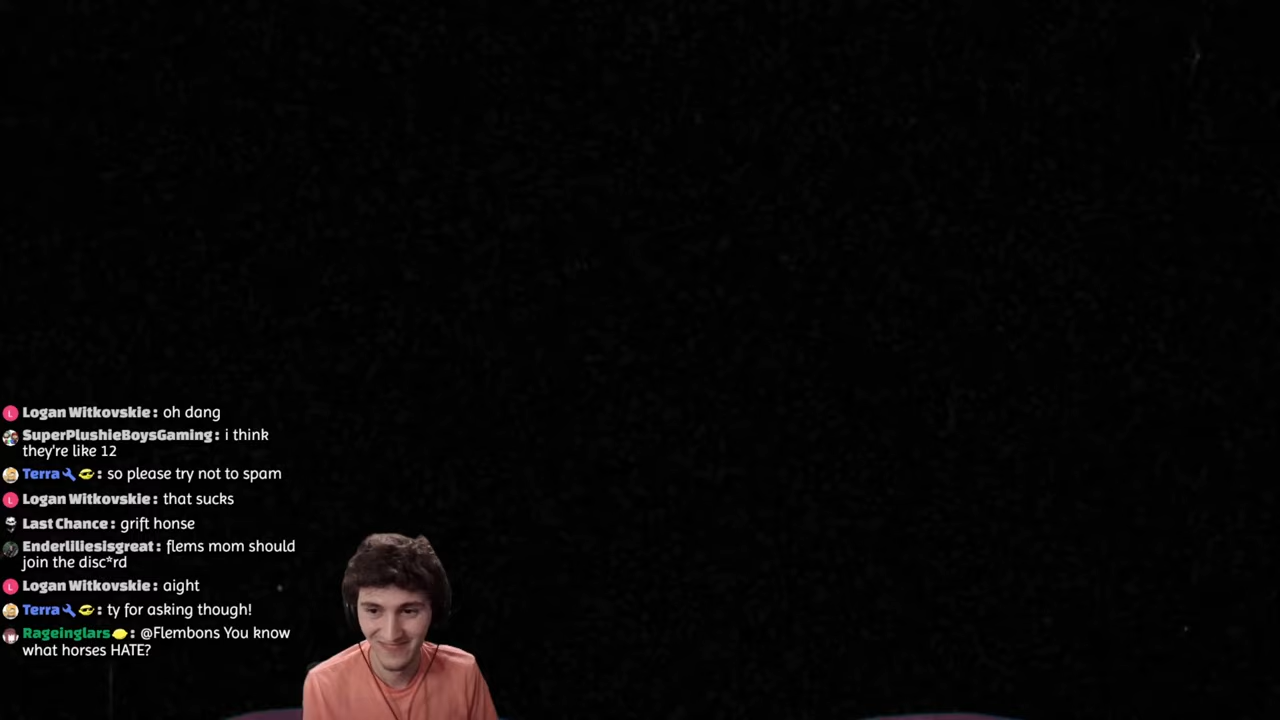 Logan Witkovskie: oh dang
SuperPlushieBoysGaming: i think
they're like 12
Terra: so please try not to spam
Logan Witkovskie: that sucks
Last Chance: grift honse
Enderliliesisgreat: flems mom should
join the disc*rd
Logan Witkovskie: aight
Terra: ty for asking though!
Rageinglars: @Flembons You know
what horses HATE?